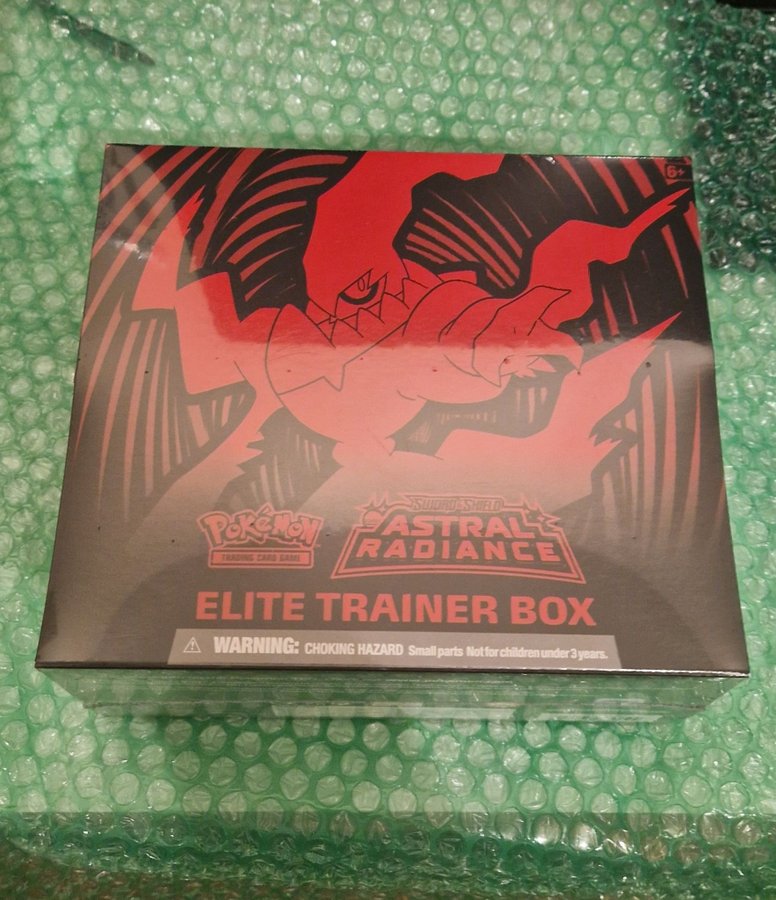 6+
POKéMON
TRADING CARD GAME
SWORD & SHIELD
ASTRAL
RADIANCE
ELITE TRAINER BOX
WARNING: CHOKING HAZARD Small parts Not for children under 3 years.